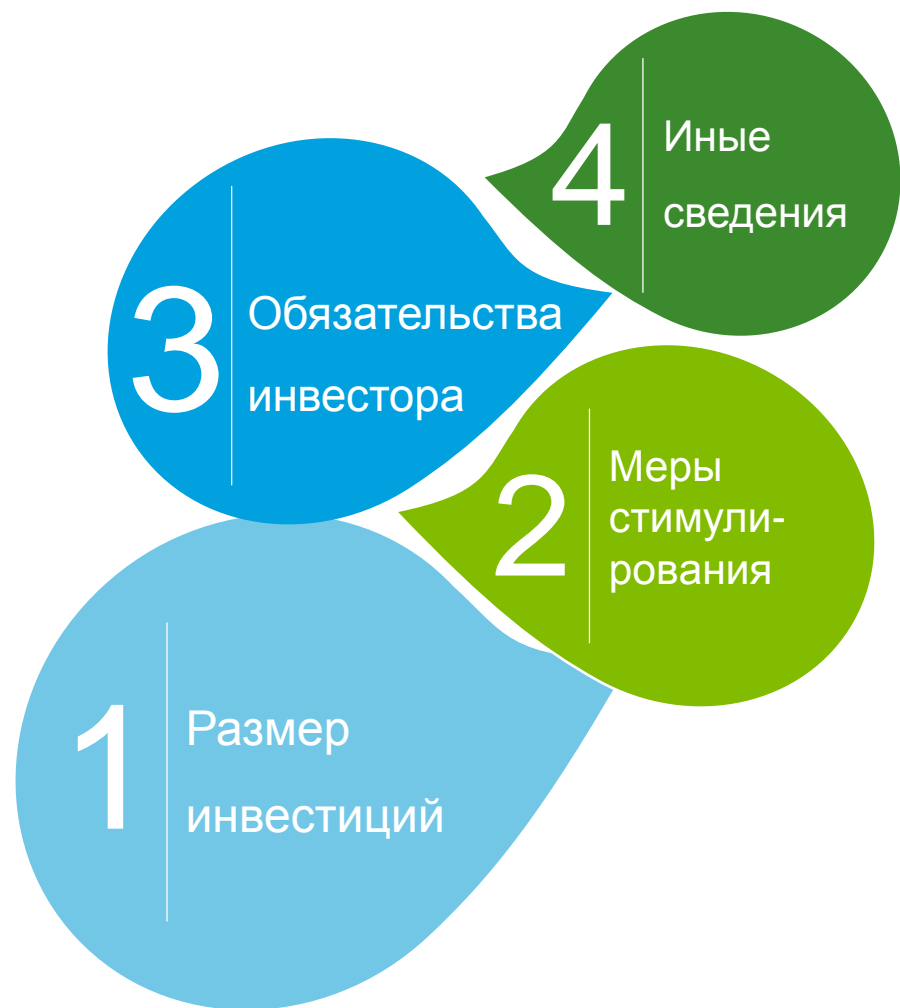 4
Иные
сведения
3
Обязательства
инвестора
2
Меры
стимули-
рования
1
Размер
инвестиций